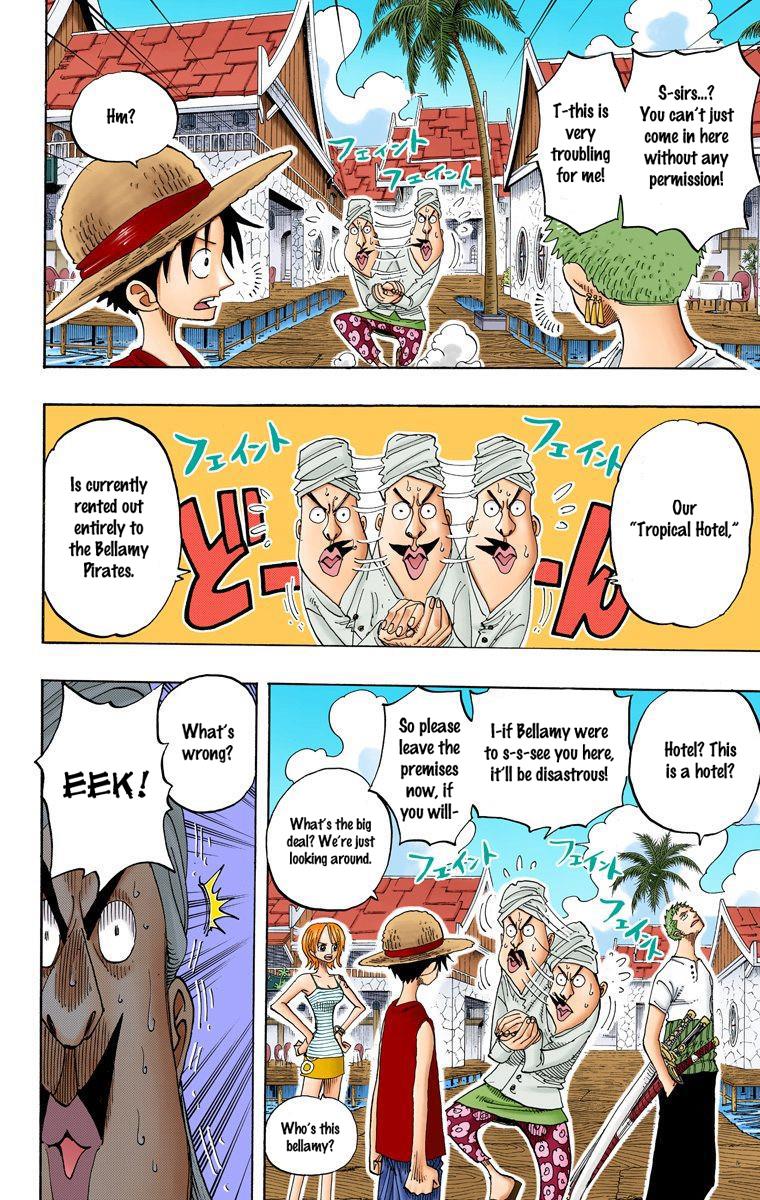 S-sirs...?
You can't just
come in here
without any
permission!
T-this is
very
troubling
for me!
Hm?
フェイント
フェイント
Our
"Tropical Hotel,"
フェイント
フェイント
どーーん
Is currently
rented out
entirely to
the Bellamy
Pirates.
Hotel? This
is a hotel?
I-if Bellamy were
to s-s-see you here,
it'll be disastrous!
So please
leave the
premises
now, if
you will-
What's the big
deal? We're just
looking around.
フェイント
フェイント
フェイント
Who's this
bellamy?
What's
wrong?
EEK!